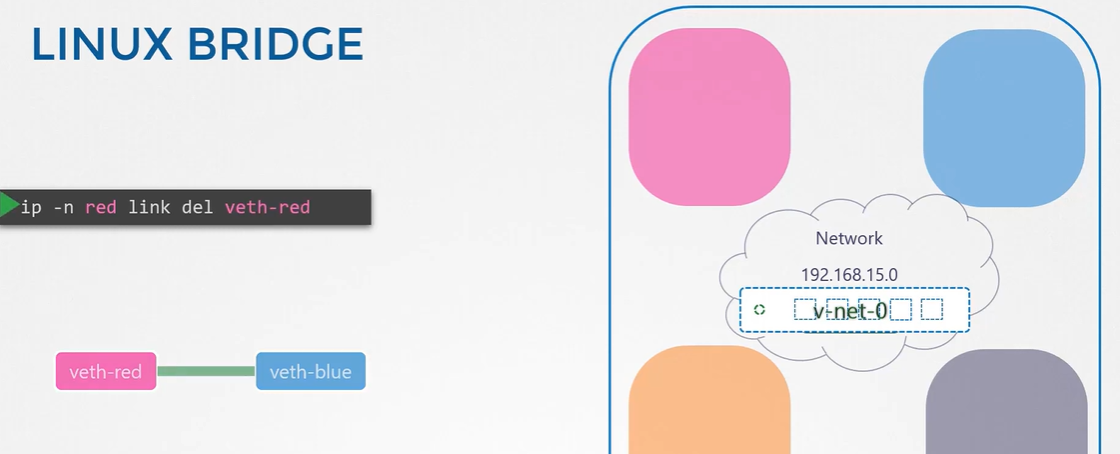 LINUX BRIDGE
ip -n red link del veth-red
veth-red
veth-blue
Network
192.168.15.0
v-net-0